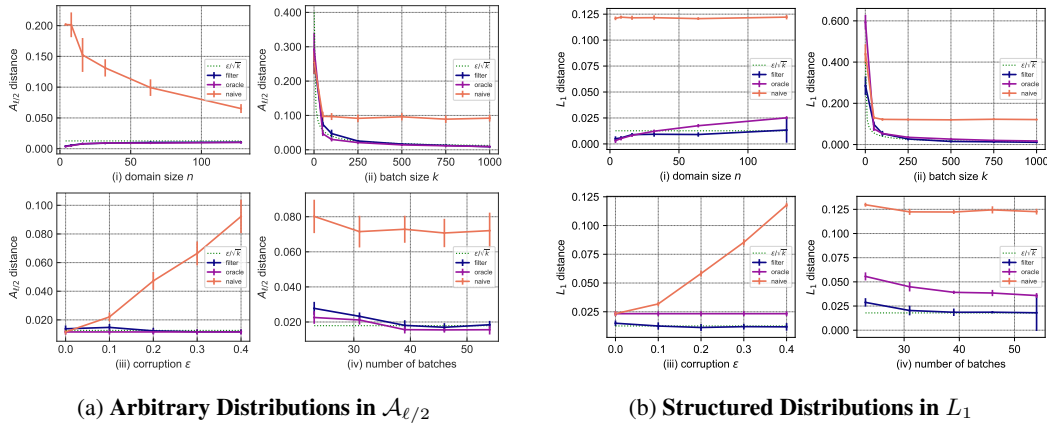 A_{ℓ/2} distance
0.200
0.150
0.100
0.050
0.000
ε/√k
filter
oracle
naive
0 50 100
(i) domain size n
A_{ℓ/2} distance
0.400
0.300
0.200
0.100
0.000
ε/√k
filter
oracle
naive
0 250 500 750 1000
(ii) batch size k
L_1 distance
0.125
0.100
0.075
0.050
0.025
0.000
ε/√k
filter
oracle
naive
0 50 100
(i) domain size n
L_1 distance
0.600
0.400
0.200
0.000
ε/√k
filter
oracle
naive
0 250 500 750 1000
(ii) batch size k
A_{ℓ/2} distance
0.100
0.080
0.060
0.040
0.020
ε/√k
filter
oracle
naive
0.0 0.1 0.2 0.3 0.4
(iii) corruption ε
A_{ℓ/2} distance
0.080
0.060
0.040
0.020
0.000
ε/√k
filter
oracle
naive
30 40 50
(iv) number of batches
L_1 distance
0.125
0.100
0.075
0.050
0.025
0.000
ε/√k
filter
oracle
naive
0.0 0.1 0.2 0.3 0.4
(iii) corruption ε
L_1 distance
0.125
0.100
0.075
0.050
0.025
0.000
ε/√k
filter
oracle
naive
30 40 50
(iv) number of batches
(a) Arbitrary Distributions in 𝒜_{ℓ/2}
(b) Structured Distributions in L_1